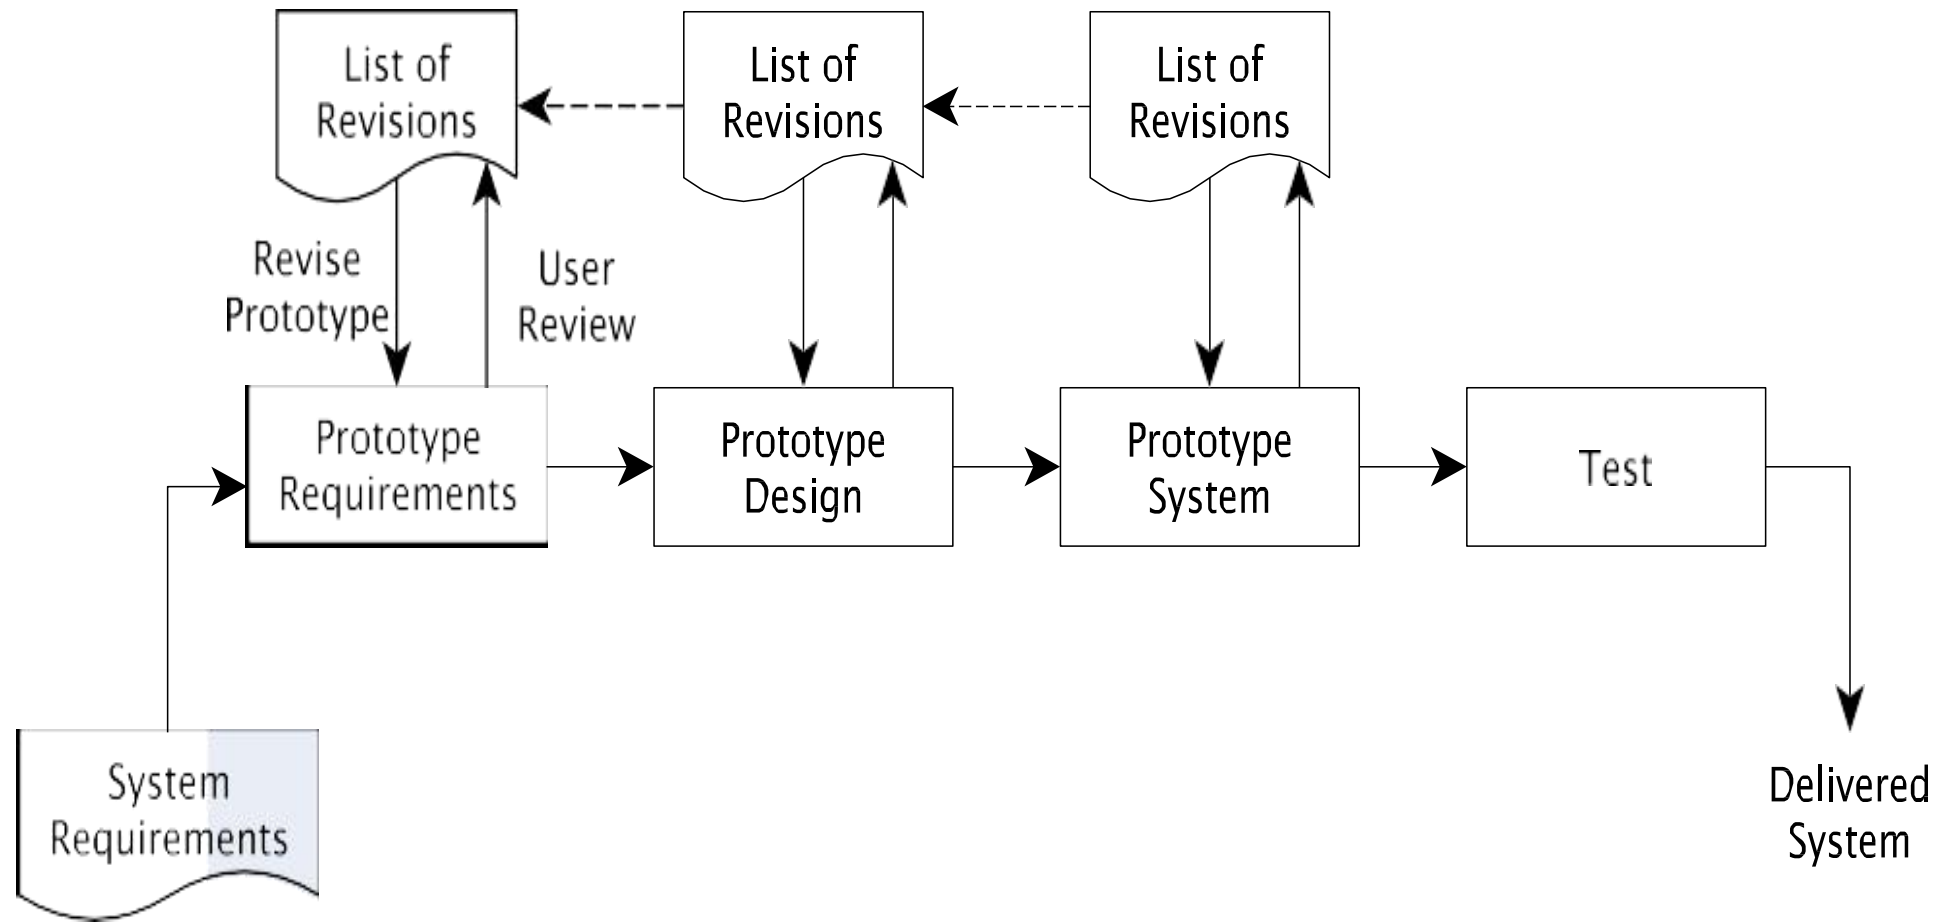 List of
Revisions
List of
Revisions
List of
Revisions
Revise
Prototype
User
Review
Prototype
Requirements
Prototype
Design
Prototype
System
Test
System
Requirements
Delivered
System